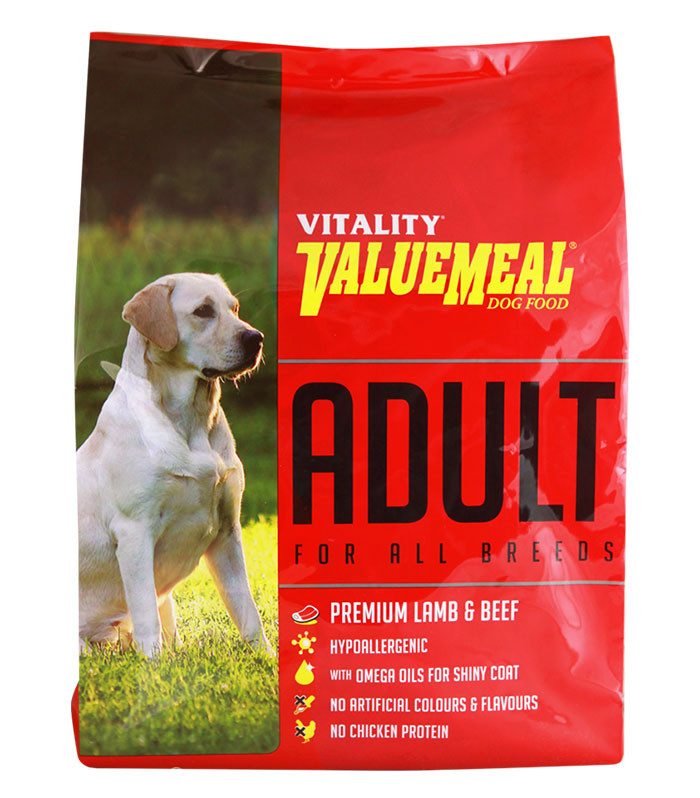 VITALITY®
VALUEMEAL®
DOG FOOD
ADULT
FOR ALL BREEDS
PREMIUM LAMB & BEEF
HYPOALLERGENIC
WITH OMEGA OILS FOR SHINY COAT
NO ARTIFICIAL COLOURS & FLAVOURS
NO CHICKEN PROTEIN